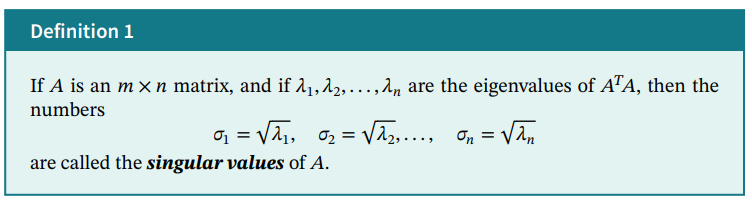 Definition 1
If A is an m × n matrix, and if λ₁, λ₂, . . . , λₙ are the eigenvalues of AᵀA, then the
numbers
σ₁ = √λ₁, σ₂ = √λ₂, . . . , σₙ = √λₙ
are called the singular values of A.